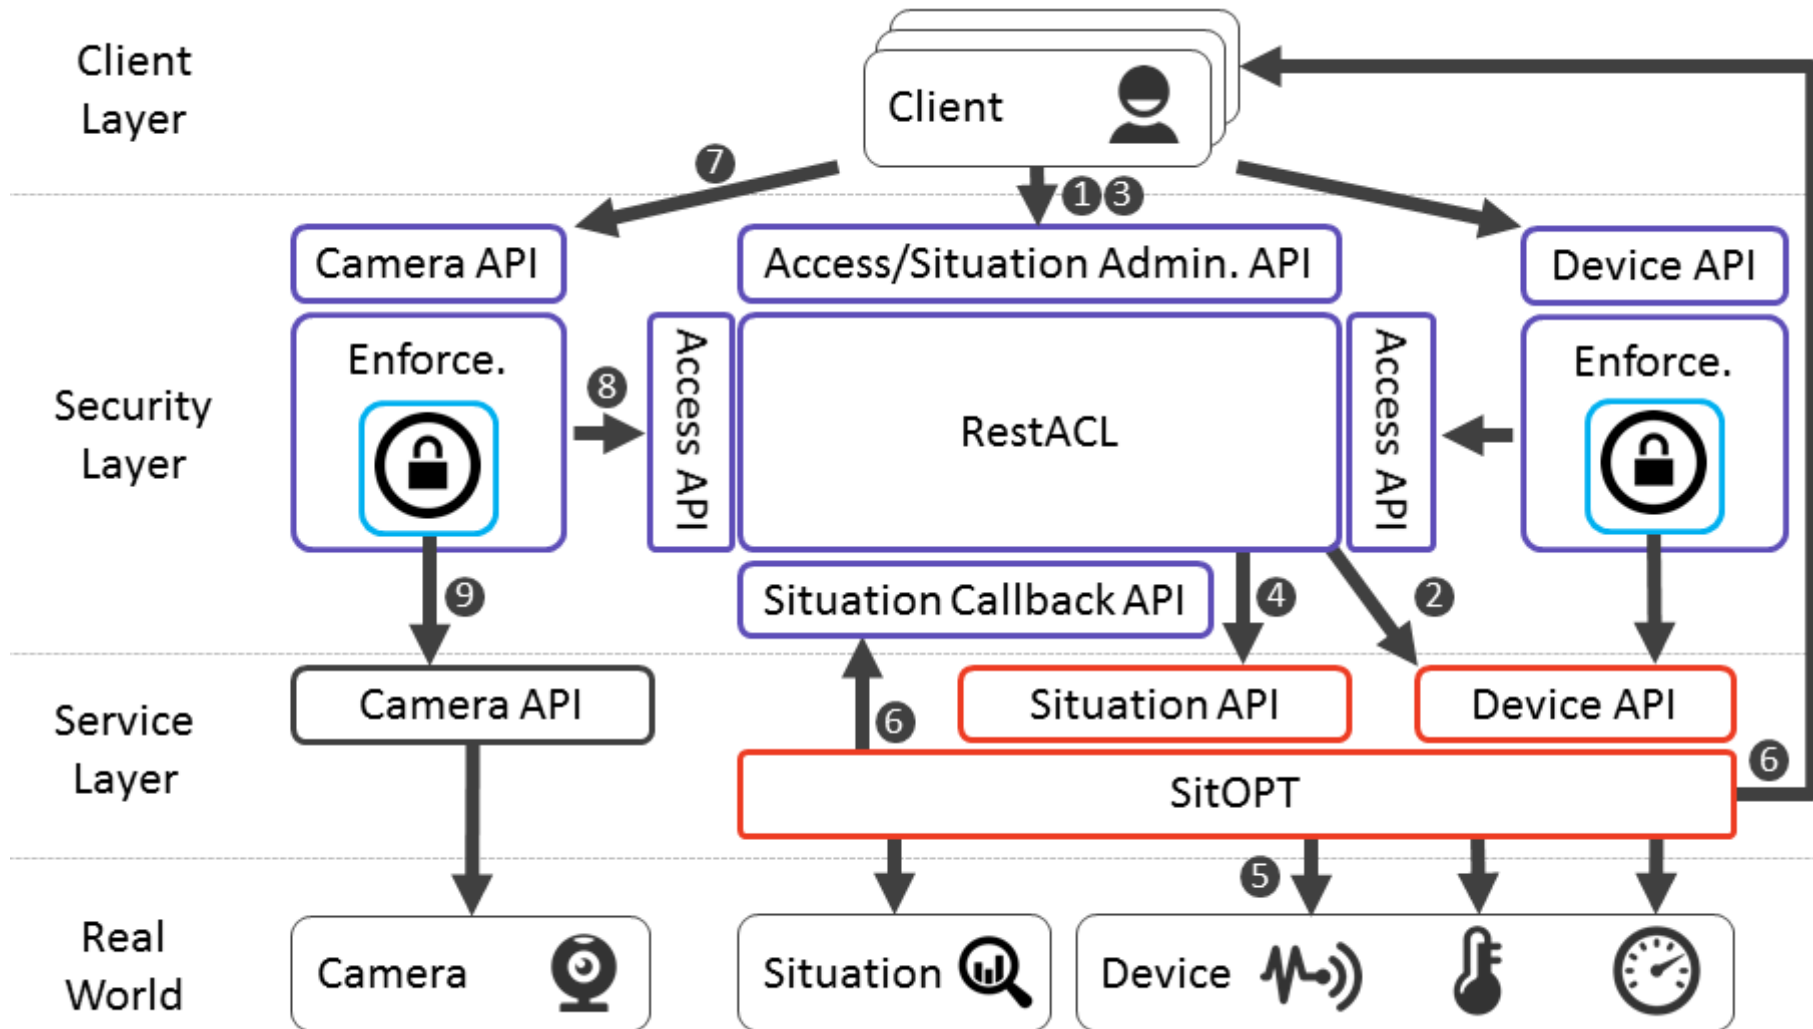 Client
Layer
Client
7
1 3
Camera API
Access/Situation Admin. API
Device API
Enforce.
8
Access API
RestACL
Access API
Enforce.
Security
Layer
9
Situation Callback API
4
2
Camera API
Situation API
Device API
Service
Layer
6
6
SitOPT
5
Real
World
Camera
Situation
Device